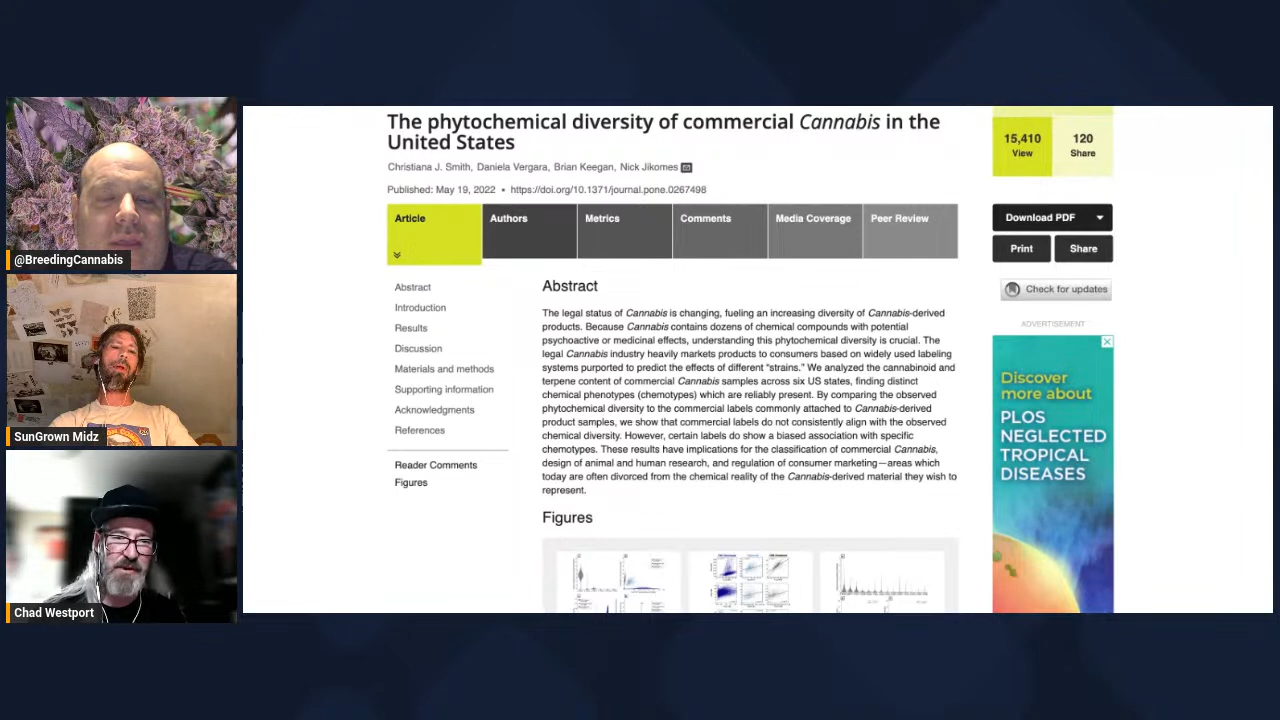 @BreedingCannabis
SunGrown Midz
Chad Westport
The phytochemical diversity of commercial Cannabis in the
United States
Christiana J. Smith, Daniela Vergara, Brian Keegan, Nick Jikomes
Published: May 19, 2022 • https://doi.org/10.1371/journal.pone.0267498
15,410
View
120
Share
Article
Authors
Metrics
Comments
Media Coverage
Peer Review
Download PDF
Print
Share
Check for updates
Abstract
Introduction
Results
Discussion
Materials and methods
Supporting information
Acknowledgments
References
Reader Comments
Figures
Abstract
The legal status of Cannabis is changing, fueling an increasing diversity of Cannabis-derived
products. Because Cannabis contains dozens of chemical compounds with potential
psychoactive or medicinal effects, understanding this phytochemical diversity is crucial. The
legal Cannabis industry heavily markets products to consumers based on widely used labeling
systems purported to predict the effects of different “strains.” We analyzed the cannabinoid and
terpene content of commercial Cannabis samples across six US states, finding distinct
chemical phenotypes (chemotypes) which are reliably present. By comparing the observed
phytochemical diversity to the commercial labels commonly attached to Cannabis-derived
product samples, we show that commercial labels do not consistently align with the observed
chemical diversity. However, certain labels do show a biased association with specific
chemotypes. These results have implications for the classification of commercial Cannabis,
design of animal and human research, and regulation of consumer marketing—areas which
today are often divorced from the chemical reality of the Cannabis-derived material they wish to
represent.
Figures
ADVERTISEMENT
Discover
more about
PLOS
NEGLECTED
TROPICAL
DISEASES